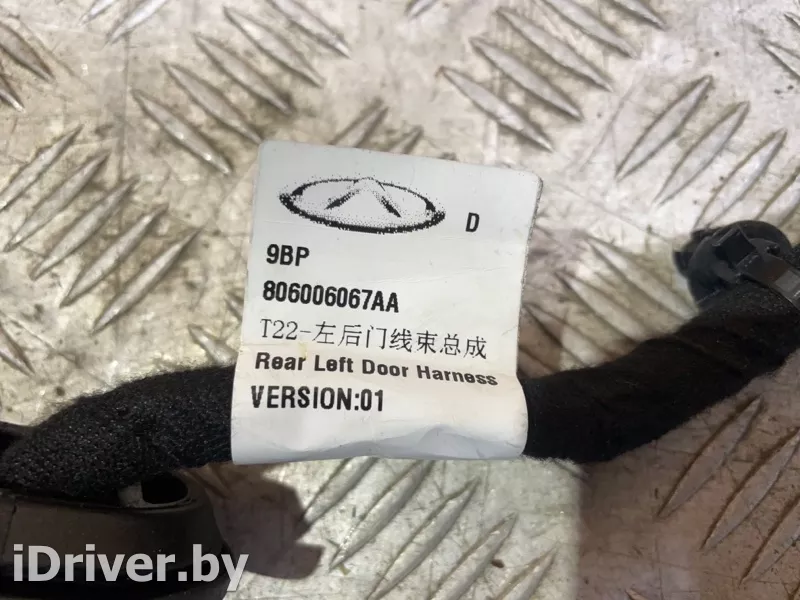 D
9BP
806006067AA
T22-左后门线束总成
Rear Left Door Harness
VERSION:01
iDriver.by